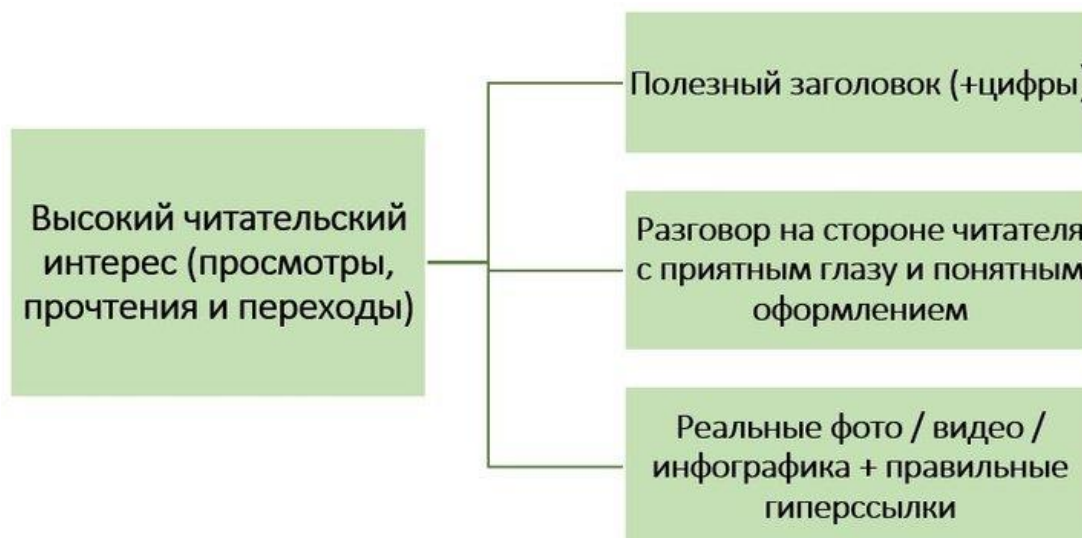 Высокий читательский
интерес (просмотры,
прочтения и переходы)
Полезный заголовок (+цифры)
Разговор на стороне читателя
с приятным глазу и понятным
оформлением
Реальные фото / видео /
инфографика + правильные
гиперссылки